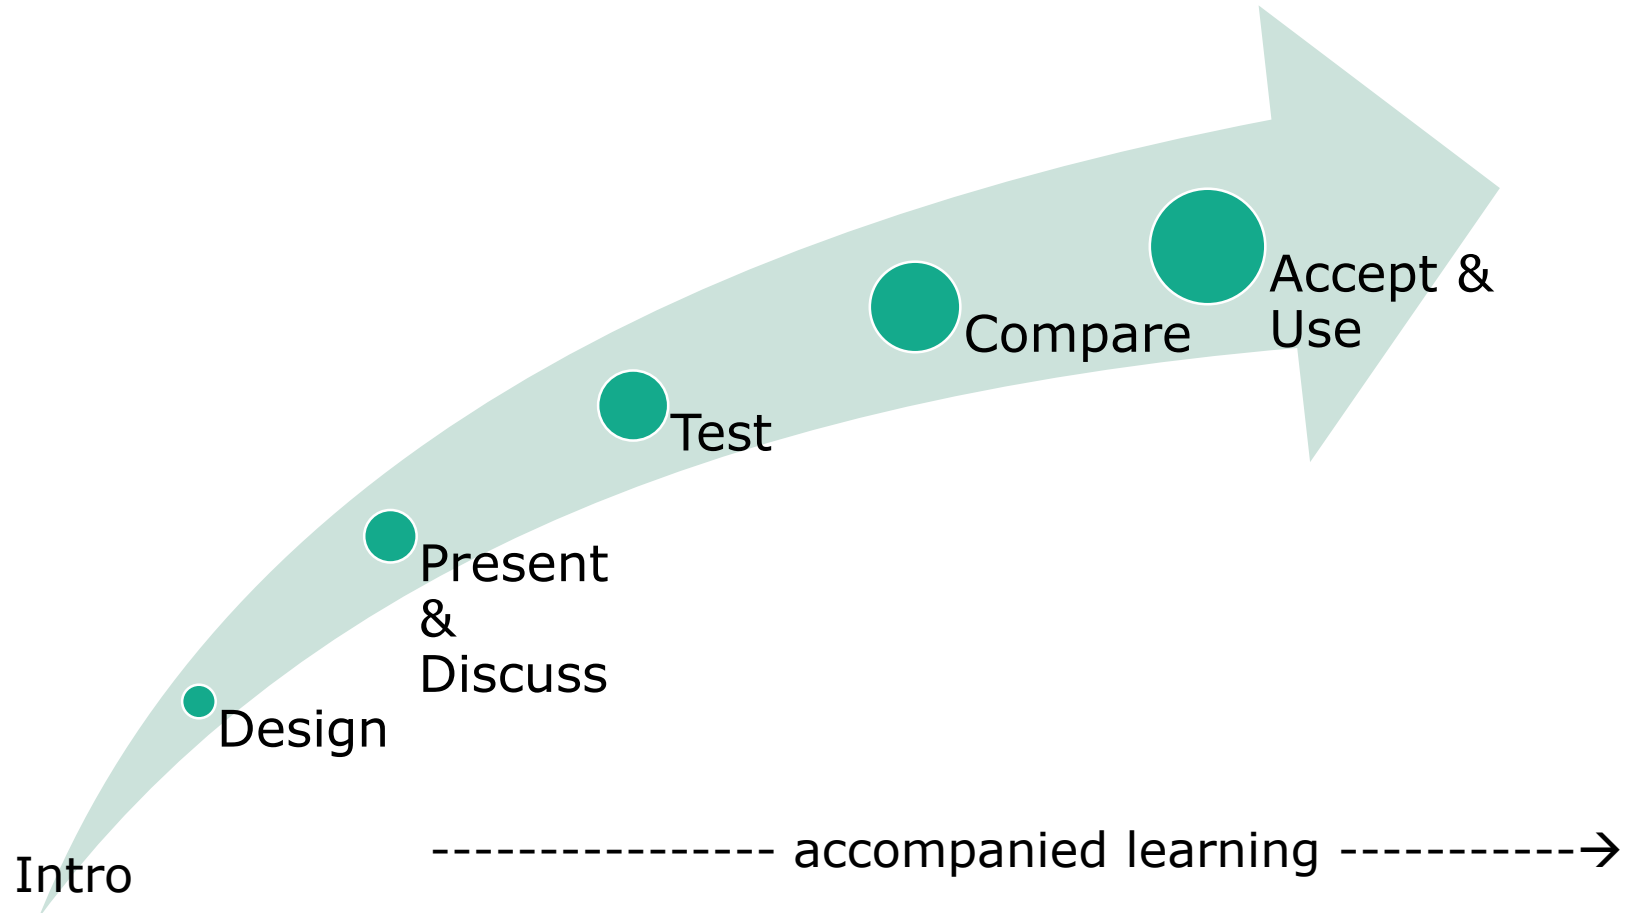 Accept &
Use
Compare
Test
Present
&
Discuss
Design
Intro
---------------- accompanied learning -----------→